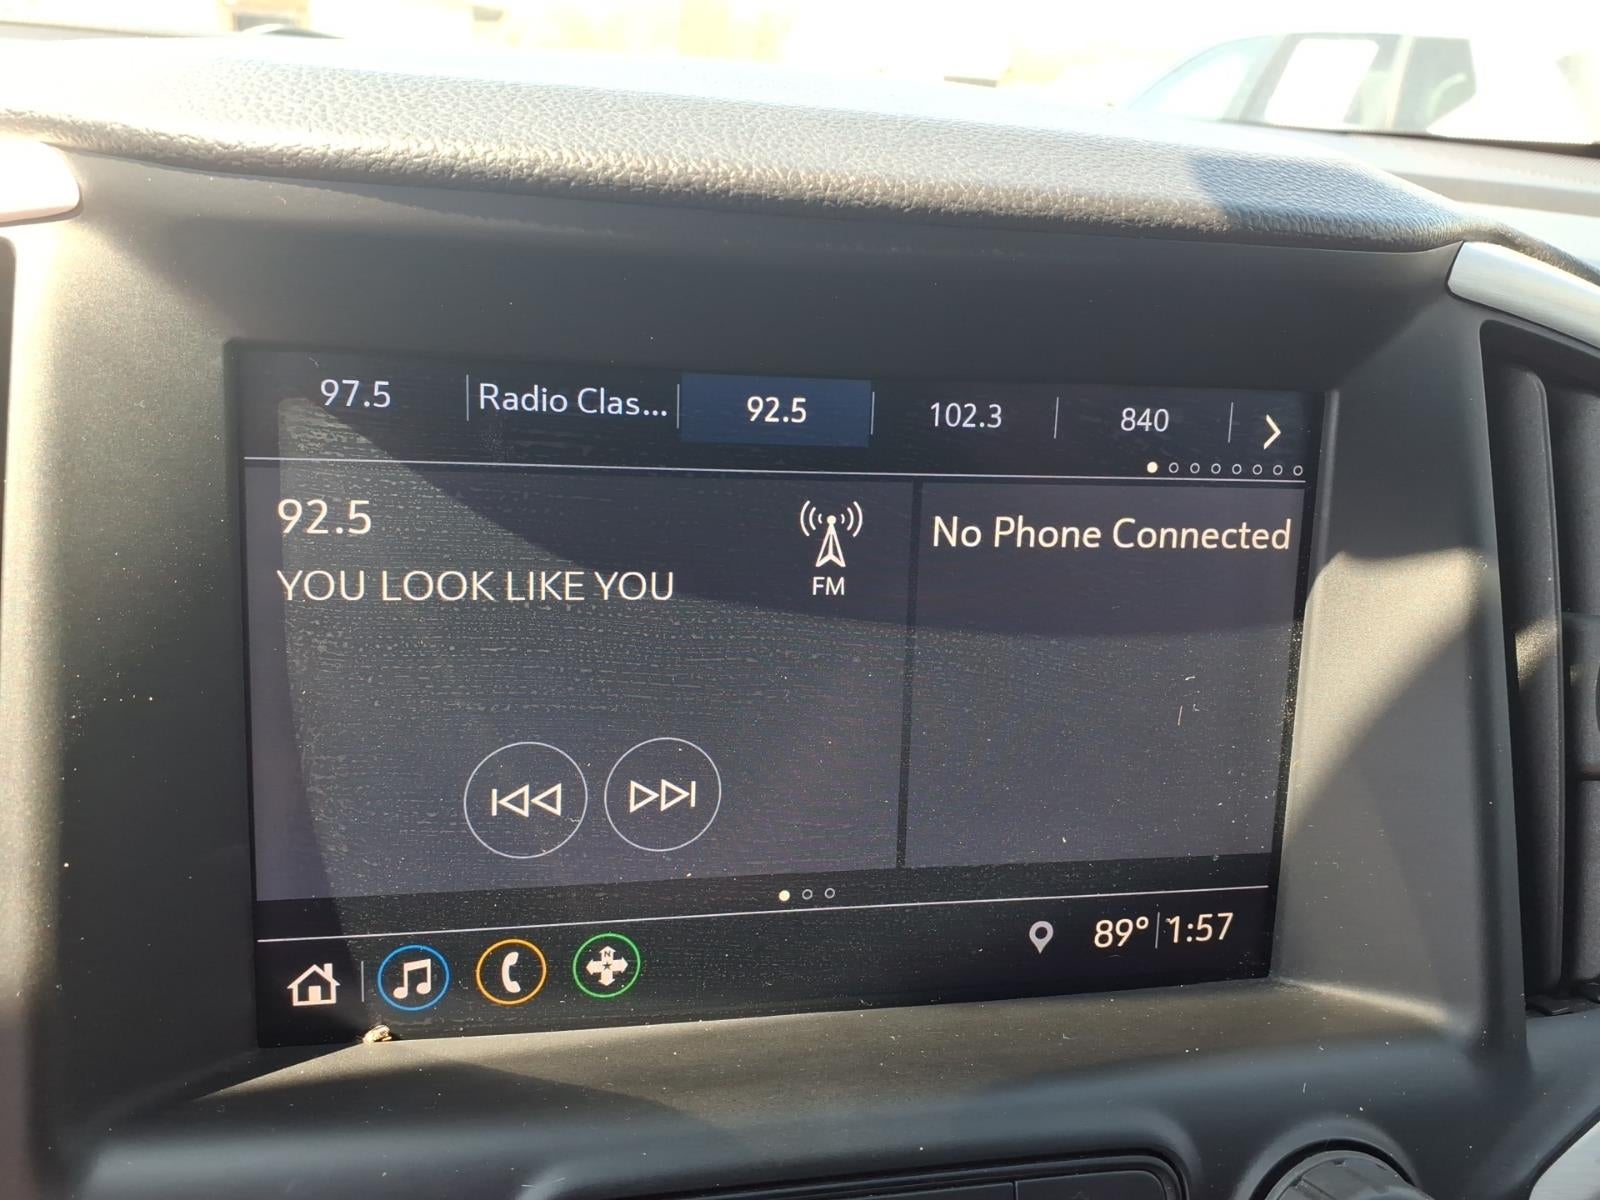 97.5 Radio Clas... 92.5 102.3 840
92.5
FM
YOU LOOK LIKE YOU
No Phone Connected
N
89° 1:57